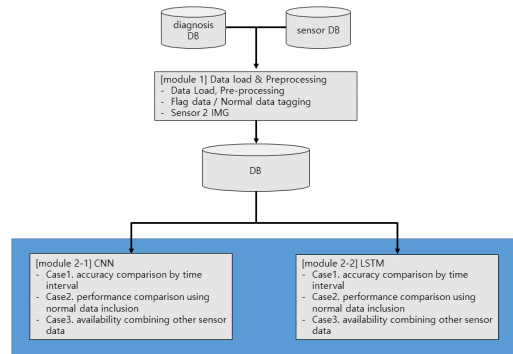 diagnosis
DB
sensor DB
[module 1] Data load & Preprocessing
- Data Load, Pre-processing
- Flag data / Normal data tagging
- Sensor 2 IMG
DB
[module 2-1] CNN
- Case1. accuracy comparison by time
interval
- Case2. performance comparison using
normal data inclusion
- Case3. availability combining other sensor
data
[module 2-2] LSTM
- Case1. accuracy comparison by time
interval
- Case2. performance comparison using
normal data inclusion
- Case3. availability combining other sensor
data